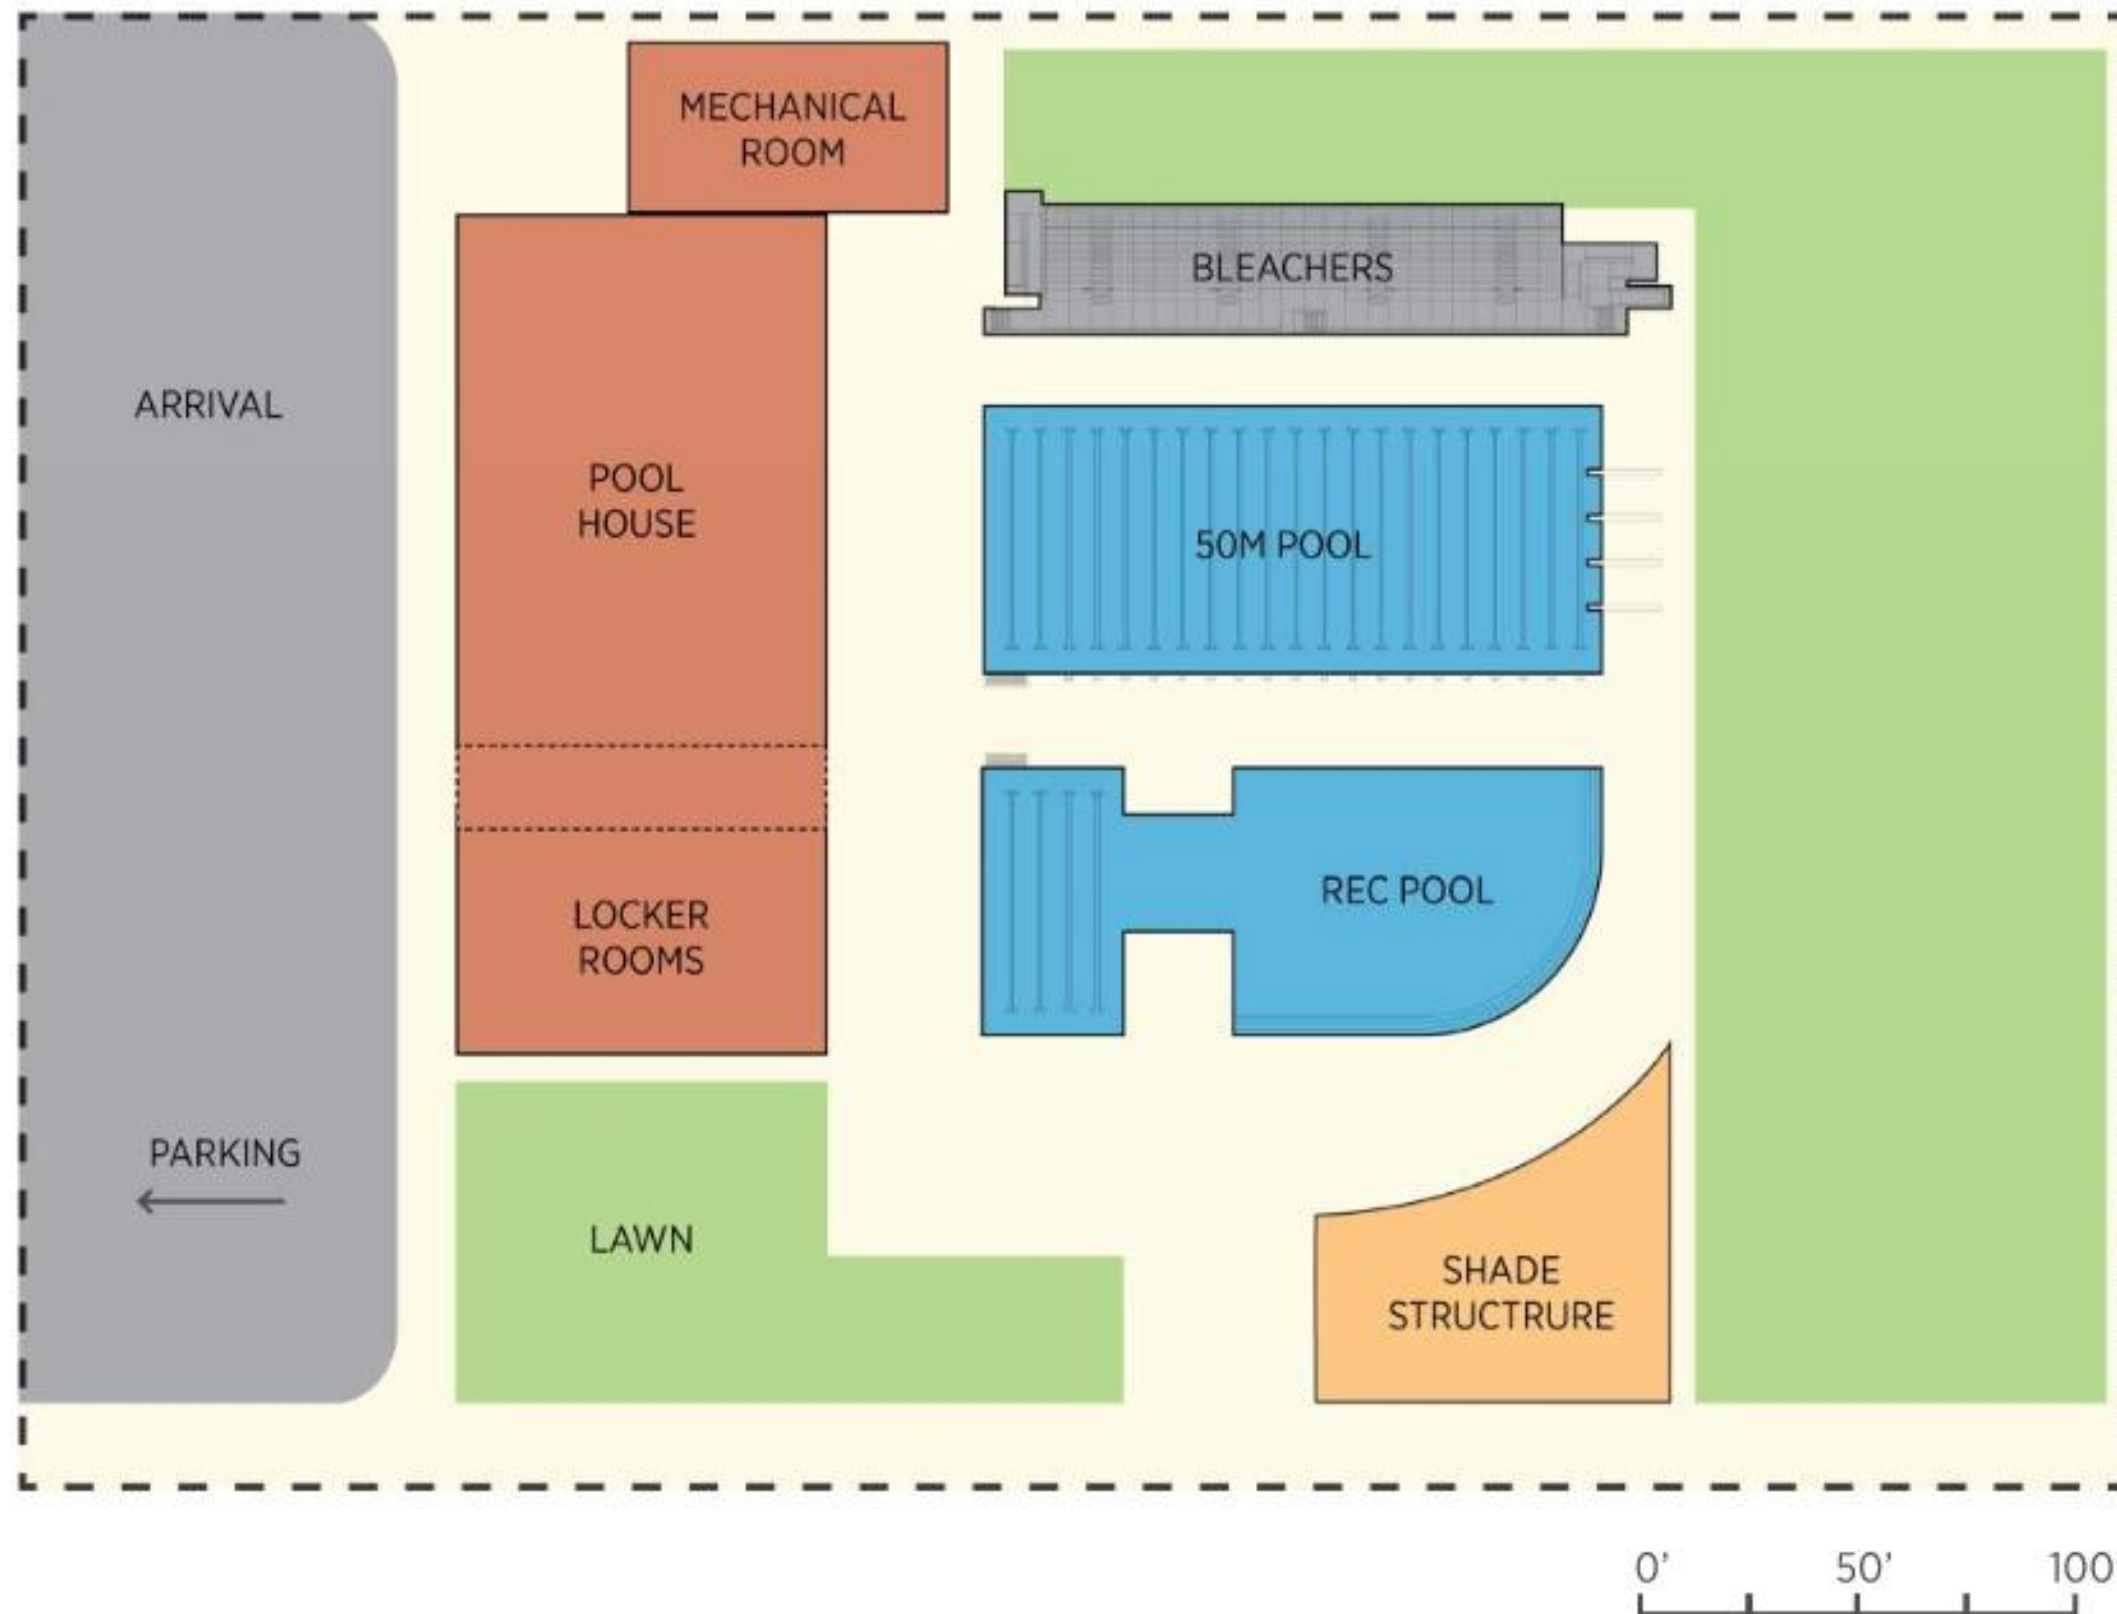 MECHANICAL
ROOM
BLEACHERS
ARRIVAL
POOL
HOUSE
50M POOL
REC POOL
LOCKER
ROOMS
PARKING
LAWN
SHADE
STRUCTRURE
0' 50' 100